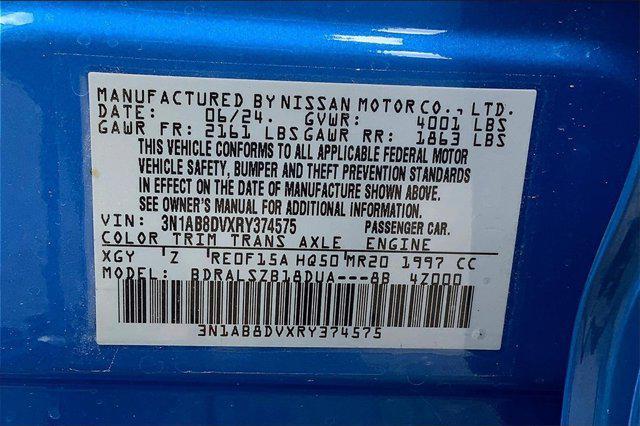 MANUFACTURED BY NISSAN MOTOR CO., LTD.
DATE: 06/24. GVWR: 4001 LBS
GAWR FR: 2161 LBS GAWR RR: 1863 LBS
THIS VEHICLE CONFORMS TO ALL APPLICABLE FEDERAL MOTOR
VEHICLE SAFETY, BUMPER AND THEFT PREVENTION STANDARDS
IN EFFECT ON THE DATE OF MANUFACTURE SHOWN ABOVE.
SEE OWNER'S MANUAL FOR ADDITIONAL INFORMATION.
VIN: 3N1AB8DVXRY374575 PASSENGER CAR.
COLOR TRIM TRANS AXLE ENGINE
XGY Z RE0F15A HQ50 MR20 1997 CC
MODEL: BDRALSZB18DUA---8B 4Z000
3N1AB8DVXRY374575